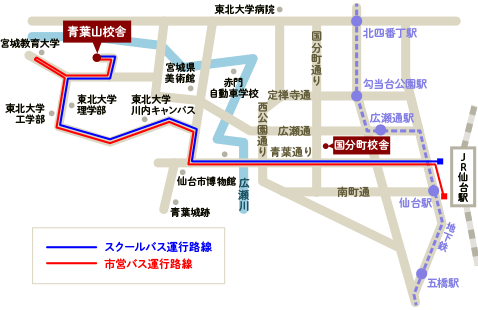 東北大学病院
青葉山校舎
宮城教育大学
国分町通り
北四番丁駅
宮城県
美術館
赤門
自動車学校
勾当台公園駅
定禅寺通
東北大学
工学部
東北大学
理学部
東北大学
川内キャンパス
西公園通り
広瀬通駅
広瀬通
国分町校舎
青葉通り
JR仙台駅
仙台市博物館
広瀬川
南町通
仙台駅
青葉城跡
地下鉄
五橋駅
スクールバス運行路線
市営バス運行路線